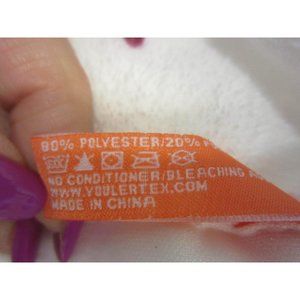 80% POLYESTER/20%
NO CONDITIONER/BLEACHING
WWW.YOULERTEX.COM
MADE IN CHINA